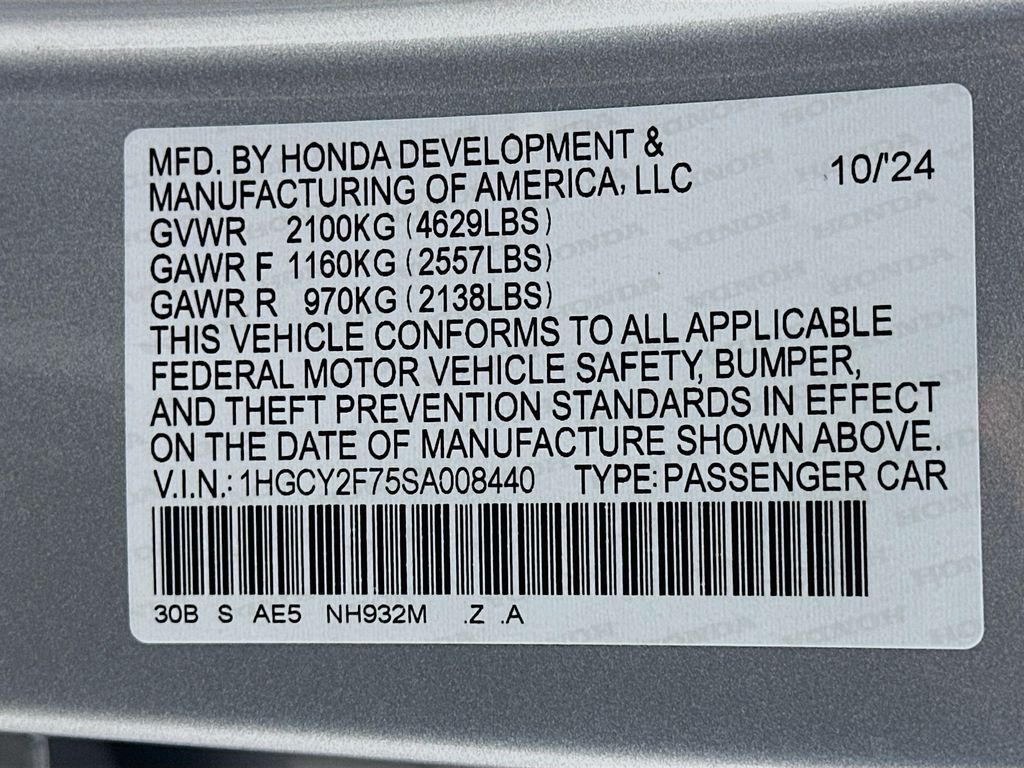 MFD. BY HONDA DEVELOPMENT &
MANUFACTURING OF AMERICA, LLC 10/'24
GVWR 2100KG (4629LBS)
GAWR F 1160KG (2557LBS)
GAWR R 970KG (2138LBS)
THIS VEHICLE CONFORMS TO ALL APPLICABLE
FEDERAL MOTOR VEHICLE SAFETY, BUMPER,
AND THEFT PREVENTION STANDARDS IN EFFECT
ON THE DATE OF MANUFACTURE SHOWN ABOVE.
V.I.N.: 1HGCY2F75SA008440 TYPE: PASSENGER CAR
30B S AE5 NH932M .Z .A